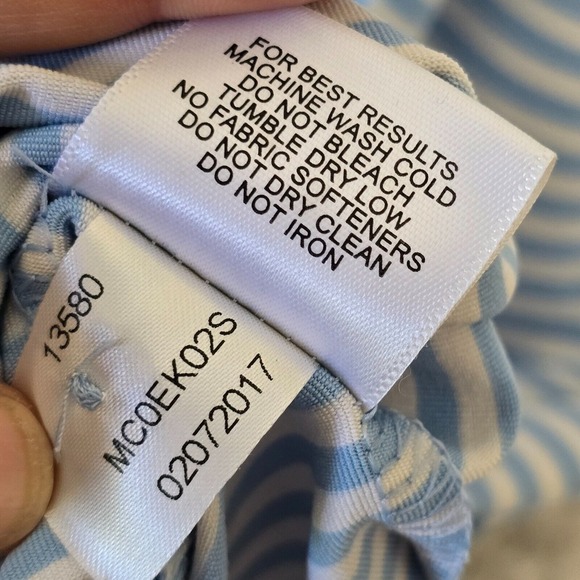 FOR BEST RESULTS
MACHINE WASH COLD
DO NOT BLEACH
TUMBLE DRY LOW
NO FABRIC SOFTENERS
DO NOT DRY CLEAN
DO NOT IRON
13580
MC0EK02S
02072017